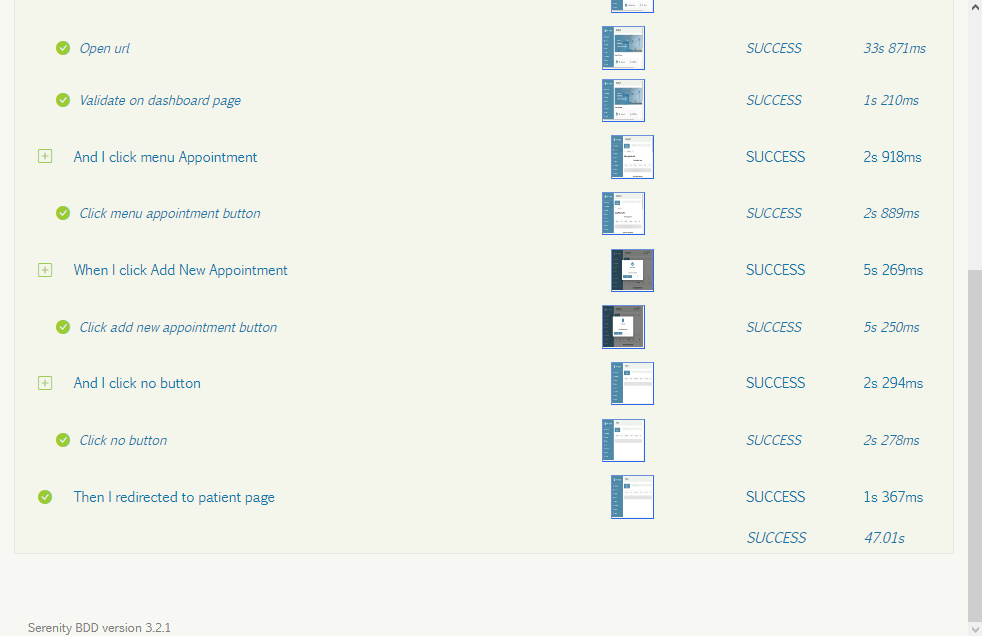 Open url SUCCESS 33s 871ms
Validate on dashboard page SUCCESS 1s 210ms
And I click menu Appointment SUCCESS 2s 918ms
Click menu appointment button SUCCESS 2s 889ms
When I click Add New Appointment SUCCESS 5s 269ms
Click add new appointment button SUCCESS 5s 250ms
And I click no button SUCCESS 2s 294ms
Click no button SUCCESS 2s 278ms
Then I redirected to patient page SUCCESS 1s 367ms
SUCCESS 47.01s
Serenity BDD version 3.2.1